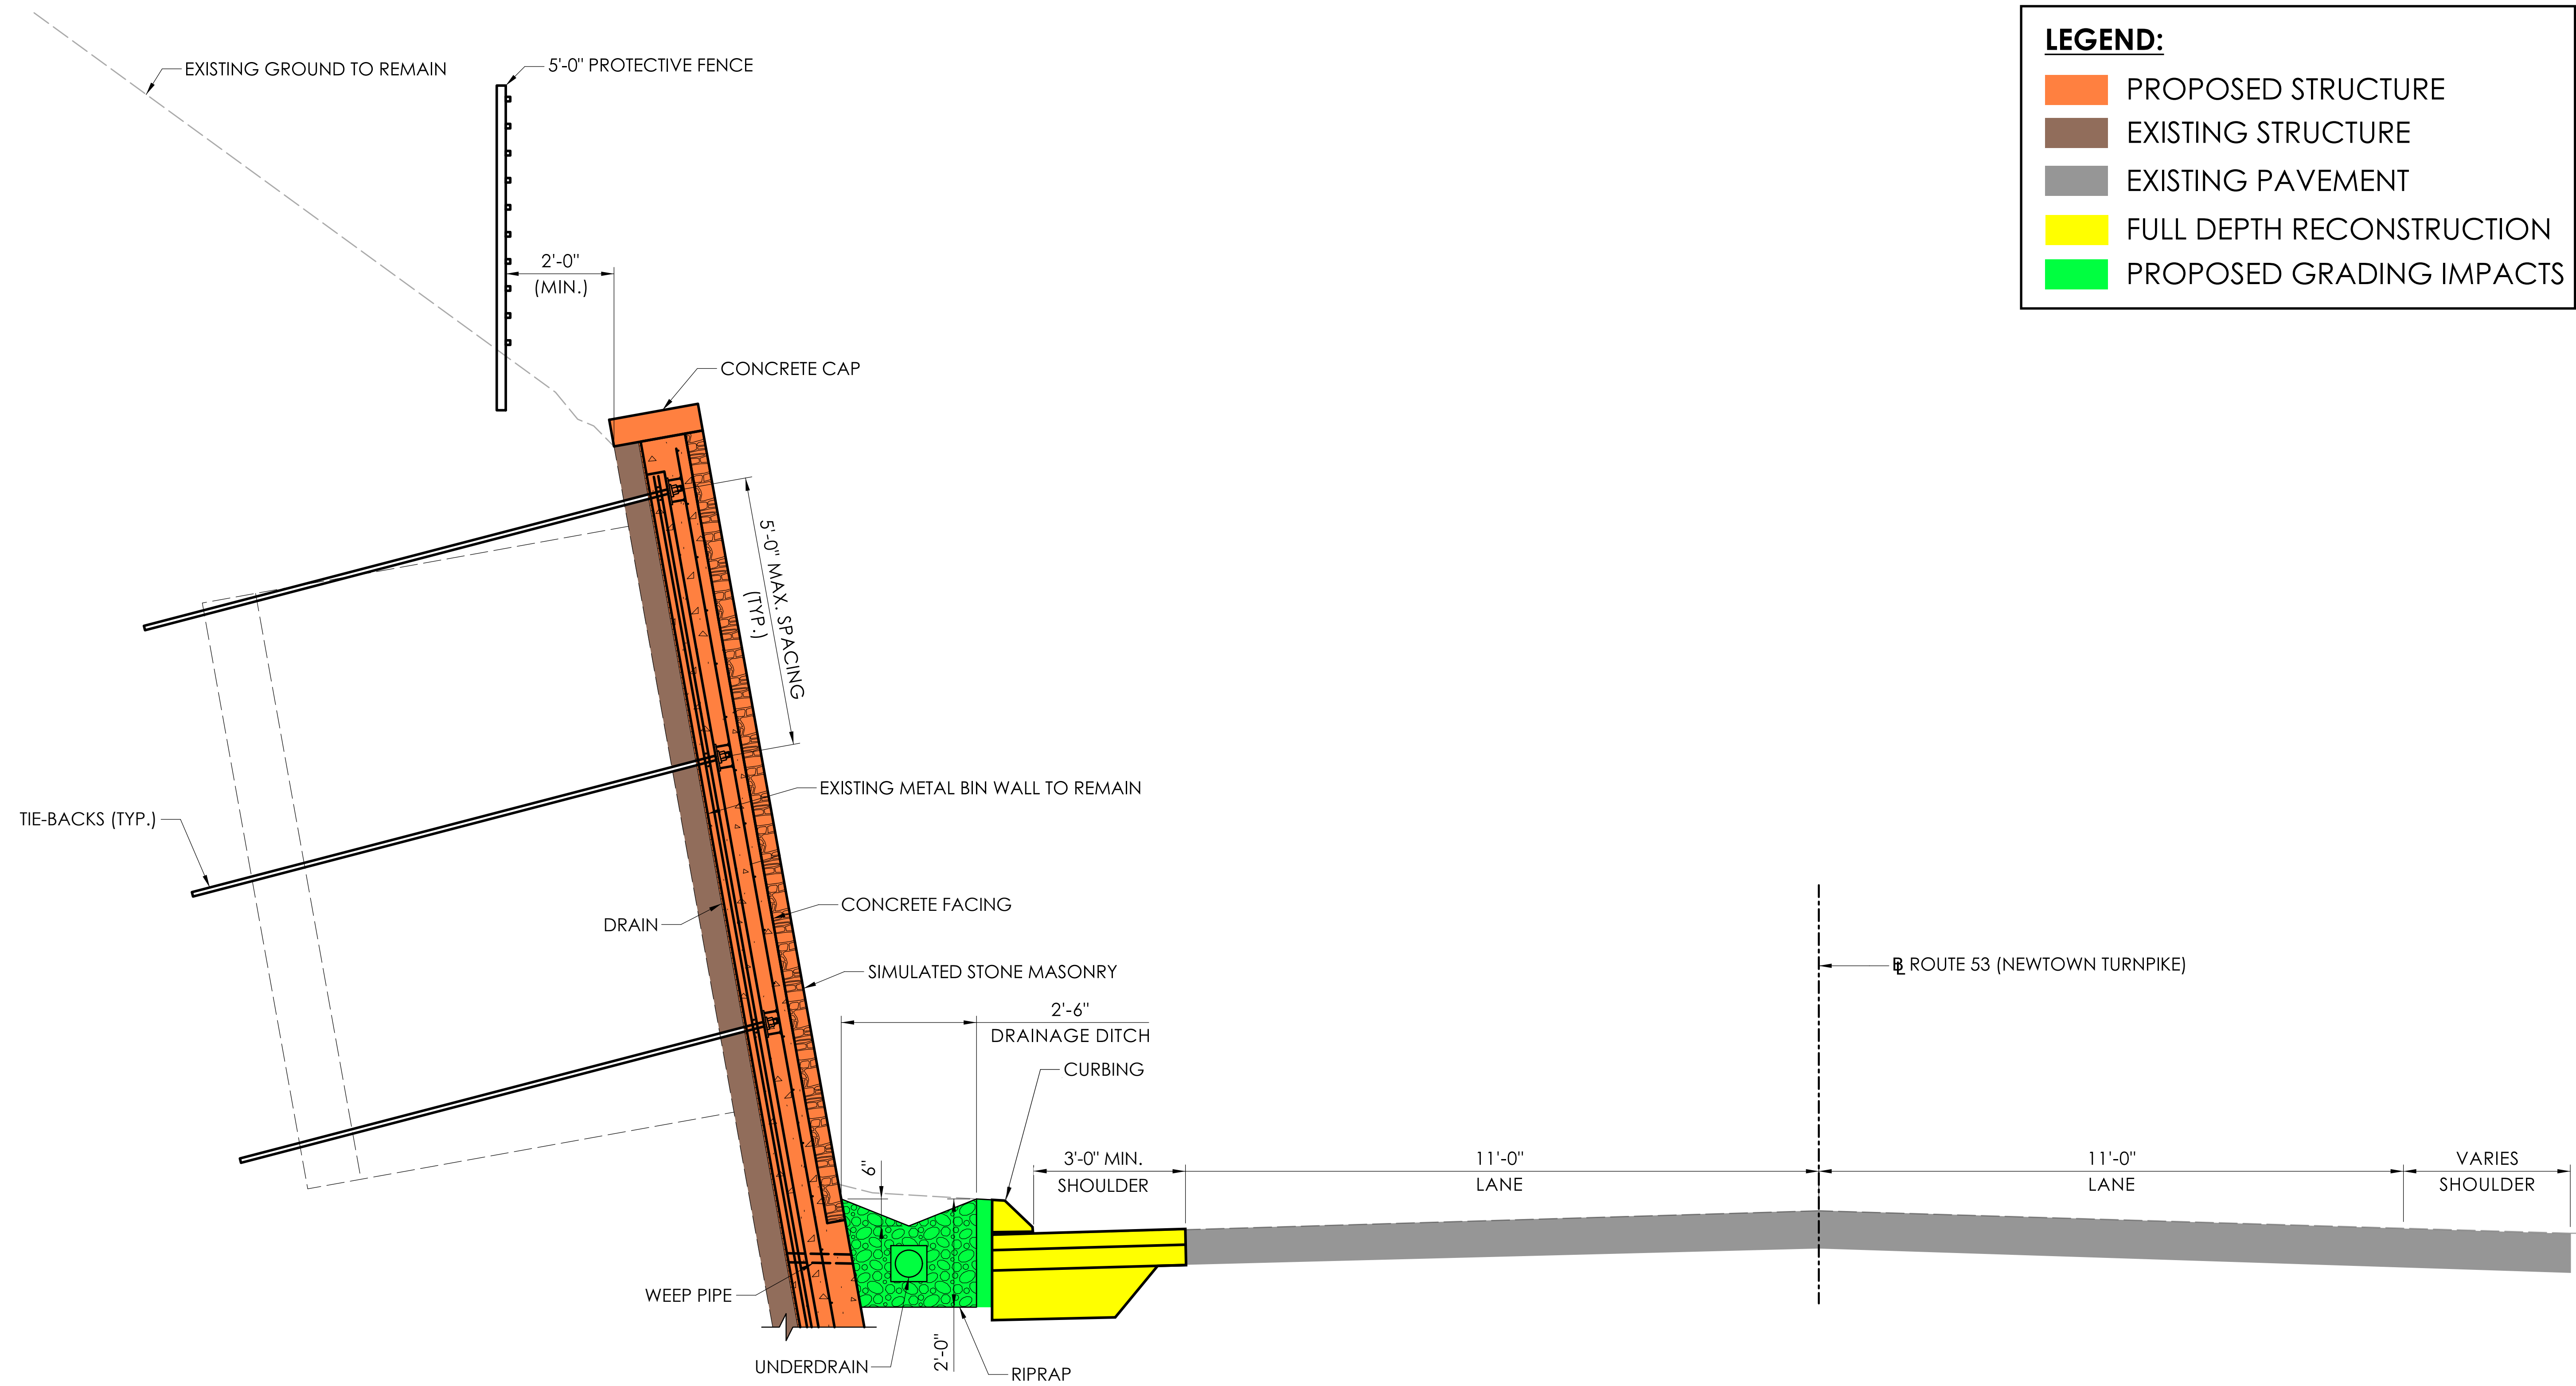 LEGEND:
PROPOSED STRUCTURE
EXISTING STRUCTURE
EXISTING PAVEMENT
FULL DEPTH RECONSTRUCTION
PROPOSED GRADING IMPACTS
EXISTING GROUND TO REMAIN
5'-0" PROTECTIVE FENCE
2'-0"
(MIN.)
CONCRETE CAP
5'-0" MAX. SPACING
(TYP.)
EXISTING METAL BIN WALL TO REMAIN
TIE-BACKS (TYP.)
CONCRETE FACING
DRAIN
SIMULATED STONE MASONRY
℄ ROUTE 53 (NEWTOWN TURNPIKE)
2'-6"
DRAINAGE DITCH
CURBING
6"
3'-0" MIN.
SHOULDER
11'-0"
LANE
11'-0"
LANE
VARIES
SHOULDER
WEEP PIPE
2'-0"
UNDERDRAIN
RIPRAP